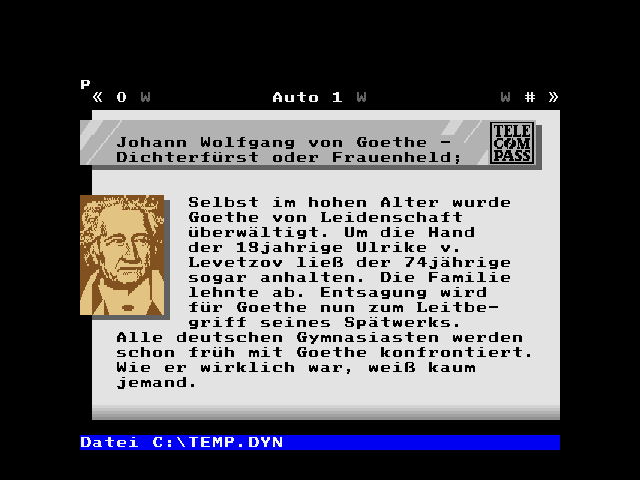 P
« 0 W Auto 1 W W # »
Johann Wolfgang von Goethe -
Dichterfürst oder Frauenheld;
TELE
COM
PASS
Selbst im hohen Alter wurde
Goethe von Leidenschaft
überwältigt. Um die Hand
der 18jahrige Ulrike v.
Levetzov ließ der 74jährige
sogar anhalten. Die Familie
lehnte ab. Entsagung wird
für Goethe nun zum Leitbe-
griff seines Spätwerks.
Alle deutschen Gymnasiasten werden
schon früh mit Goethe konfrontiert.
Wie er wirklich war, weiß kaum
jemand.
Datei C:\TEMP.DYN